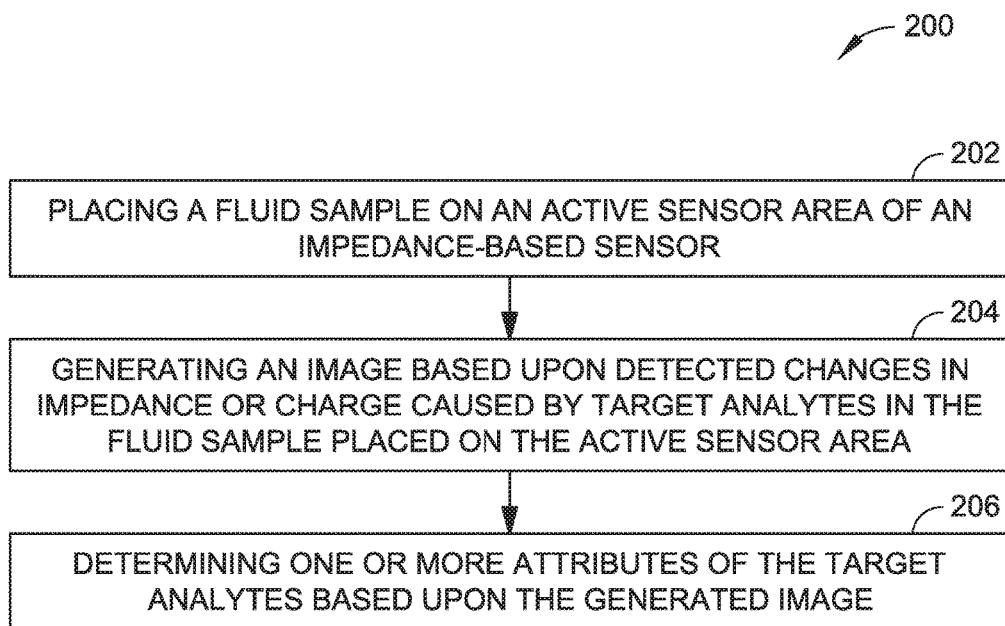 200
202
PLACING A FLUID SAMPLE ON AN ACTIVE SENSOR AREA OF AN
IMPEDANCE-BASED SENSOR
204
GENERATING AN IMAGE BASED UPON DETECTED CHANGES IN
IMPEDANCE OR CHARGE CAUSED BY TARGET ANALYTES IN THE
FLUID SAMPLE PLACED ON THE ACTIVE SENSOR AREA
206
DETERMINING ONE OR MORE ATTRIBUTES OF THE TARGET
ANALYTES BASED UPON THE GENERATED IMAGE